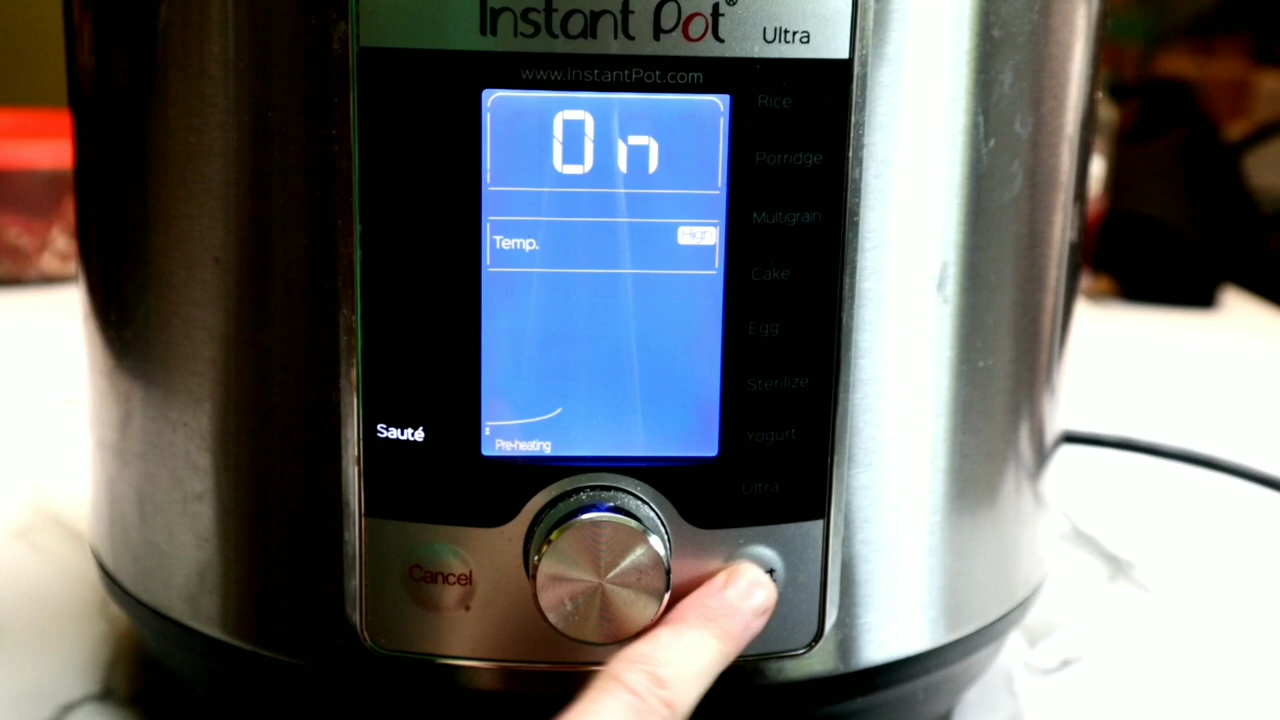 Instant Pot®
Ultra
www.InstantPot.com
On
Temp.
High
Pre-heating
Sauté
Rice
Porridge
Multigrain
Cake
Egg
Sterilize
Yogurt
Ultra
Cancel